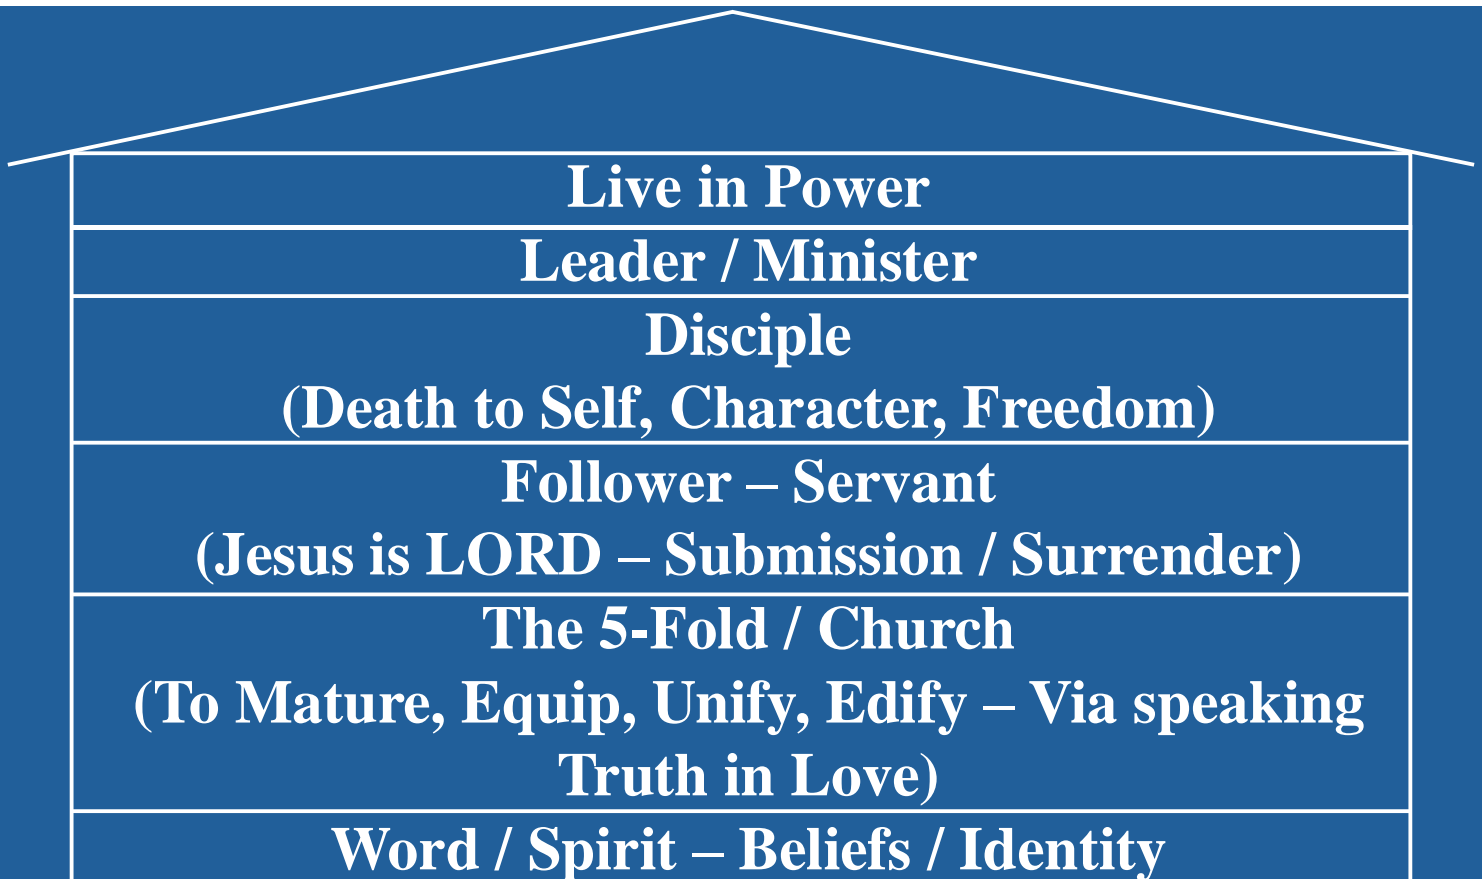 Live in Power
Leader / Minister
Disciple
(Death to Self, Character, Freedom)
Follower – Servant
(Jesus is LORD – Submission / Surrender)
The 5-Fold / Church
(To Mature, Equip, Unify, Edify – Via speaking
Truth in Love)
Word / Spirit – Beliefs / Identity